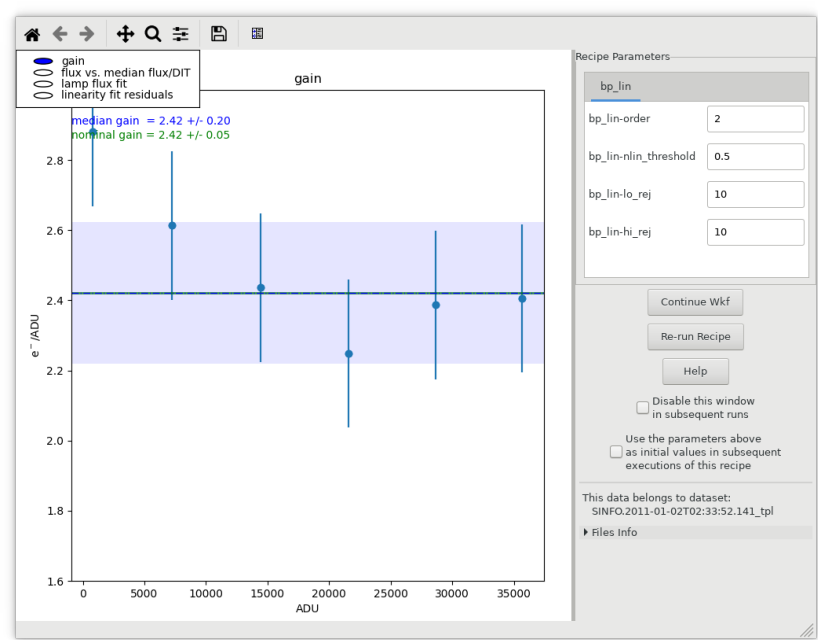 gain
flux vs. median flux/DIT
lamp flux fit
linearity fit residuals
gain
median gain  = 2.42 +/- 0.20
nominal gain = 2.42 +/- 0.05
2.8
2.6
2.4
2.2
2.0
1.8
1.6
e⁻/ADU
0 5000 10000 15000 20000 25000 30000 35000
ADU
Recipe Parameters
bp_lin
bp_lin-order 2
bp_lin-nlin_threshold 0.5
bp_lin-lo_rej 10
bp_lin-hi_rej 10
Continue Wkf
Re-run Recipe
Help
Disable this window
in subsequent runs
Use the parameters above
as initial values in subsequent
executions of this recipe
This data belongs to dataset:
SINFO.2011-01-02T02:33:52.141_tpl
Files Info